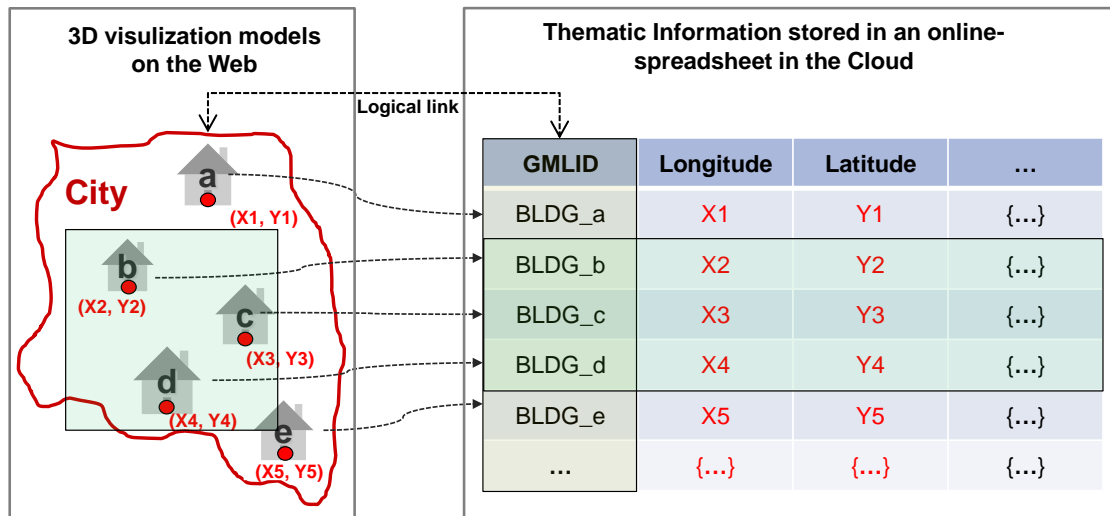 3D visulization models
on the Web
Logical link
City
a
(X1, Y1)
b
(X2, Y2)
c
(X3, Y3)
d
(X4, Y4)
e
(X5, Y5)
Thematic Information stored in an online-
spreadsheet in the Cloud
GMLID Longitude Latitude …
BLDG_a X1 Y1 {…}
BLDG_b X2 Y2 {…}
BLDG_c X3 Y3 {…}
BLDG_d X4 Y4 {…}
BLDG_e X5 Y5 {…}
… {…} {…} {…}